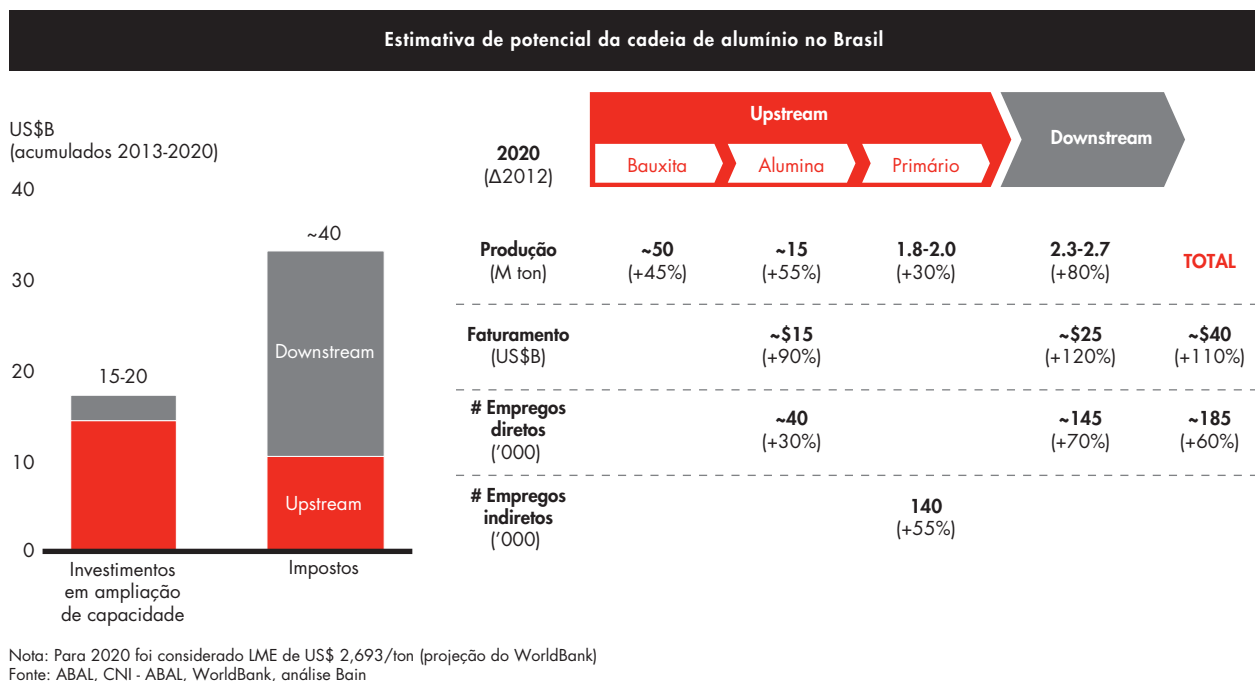 Estimativa de potencial da cadeia de alumínio no Brasil
US$B
(acumulados 2013-2020)
40
30
20
10
0
15-20
~40
Downstream
Upstream
Investimentos
em ampliação
de capacidade
Impostos
2020
(Δ2012)
Upstream
Bauxita
Alumina
Primário
Downstream
Produção
(M ton)
~50
(+45%)
~15
(+55%)
1.8-2.0
(+30%)
2.3-2.7
(+80%)
TOTAL
Faturamento
(US$B)
~$15
(+90%)
~$25
(+120%)
~$40
(+110%)
# Empregos
diretos
('000)
~40
(+30%)
~145
(+70%)
~185
(+60%)
# Empregos
indiretos
('000)
140
(+55%)
Nota: Para 2020 foi considerado LME de US$ 2,693/ton (projeção do WorldBank)
Fonte: ABAL, CNI - ABAL, WorldBank, análise Bain